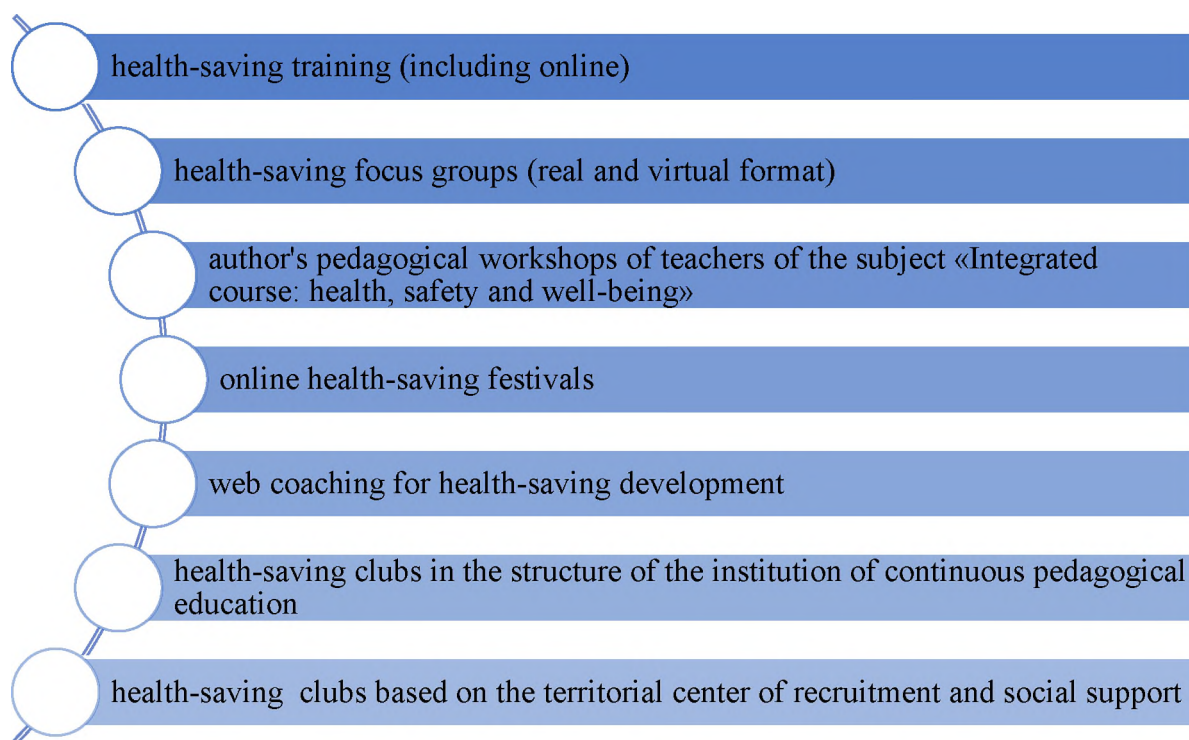 health-saving training (including online)
health-saving focus groups (real and virtual format)
author's pedagogical workshops of teachers of the subject «Integrated
course: health, safety and well-being»
online health-saving festivals
web coaching for health-saving development
health-saving clubs in the structure of the institution of continuous pedagogical
education
health-saving clubs based on the territorial center of recruitment and social support